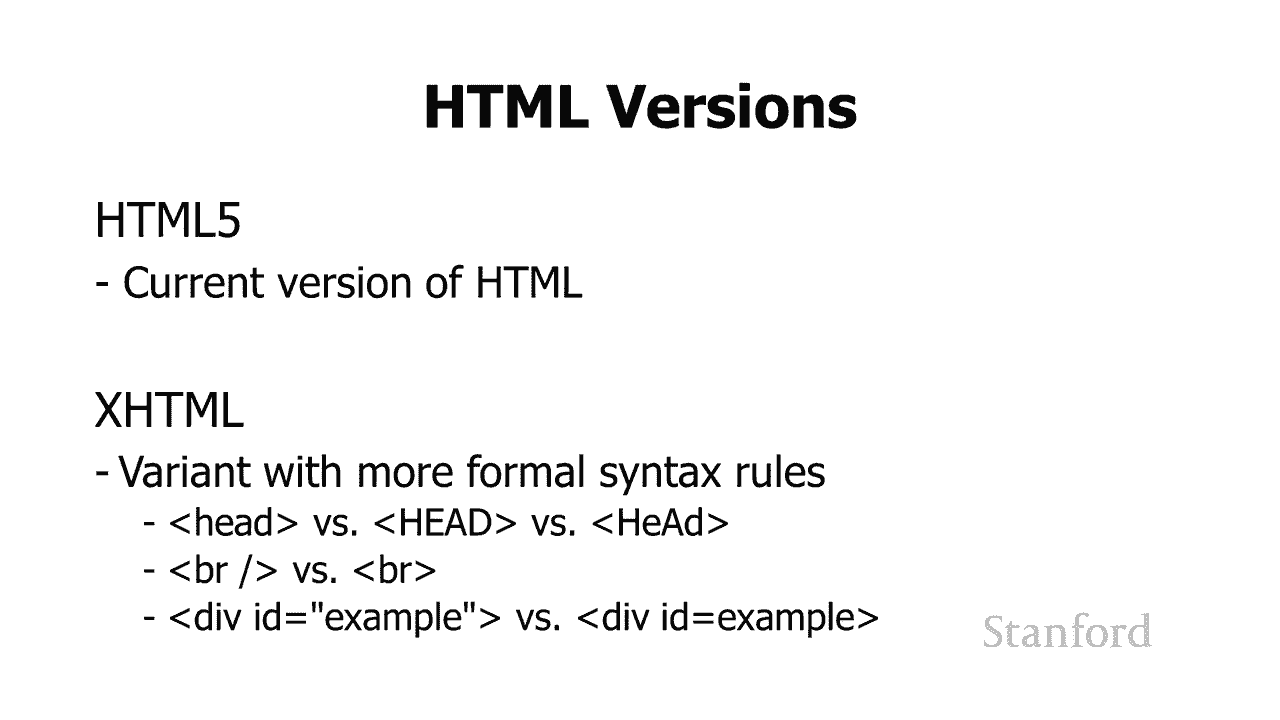 HTML Versions
HTML5
- Current version of HTML
XHTML
- Variant with more formal syntax rules
- <head> vs. <HEAD> vs. <HeAd>
- <br /> vs. <br>
- <div id="example"> vs. <div id=example>
Stanford